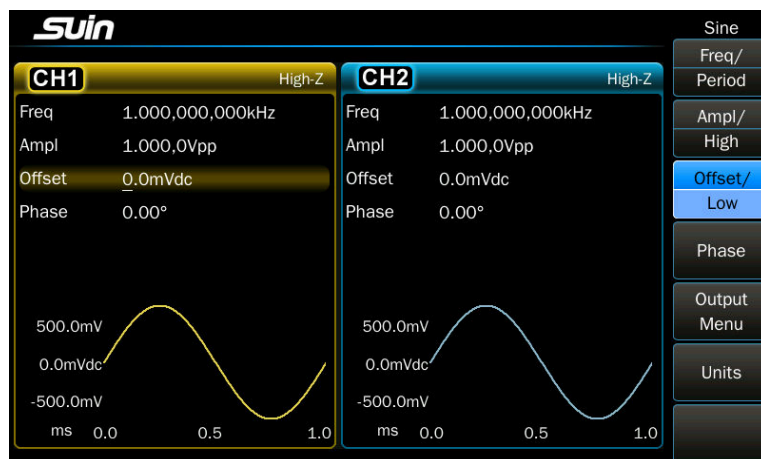 SUIN
Sine
CH1 High-Z
Freq 1.000,000,000kHz
Ampl 1.000,0Vpp
Offset 0.0mVdc
Phase 0.00°
500.0mV
0.0mVdc
-500.0mV
ms 0.0 0.5 1.0
CH2 High-Z
Freq 1.000,000,000kHz
Ampl 1.000,0Vpp
Offset 0.0mVdc
Phase 0.00°
500.0mV
0.0mVdc
-500.0mV
ms 0.0 0.5 1.0
Freq/
Period
Ampl/
High
Offset/
Low
Phase
Output
Menu
Units